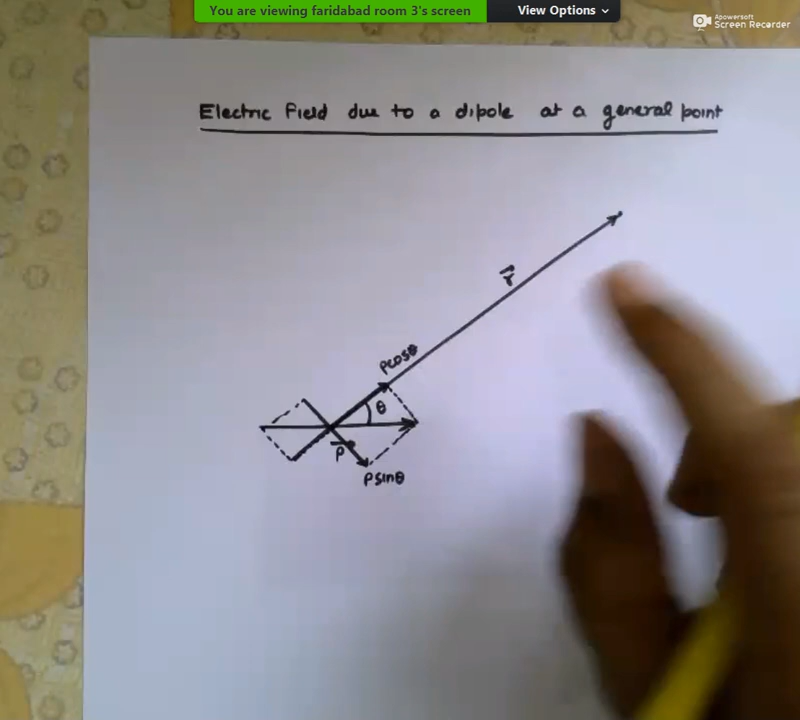 You are viewing faridabad room 3's screen
View Options
Apowersoft
Screen Recorder
Electric field due to a dipole at a general point
r
pcosθ
θ
p
psinθ